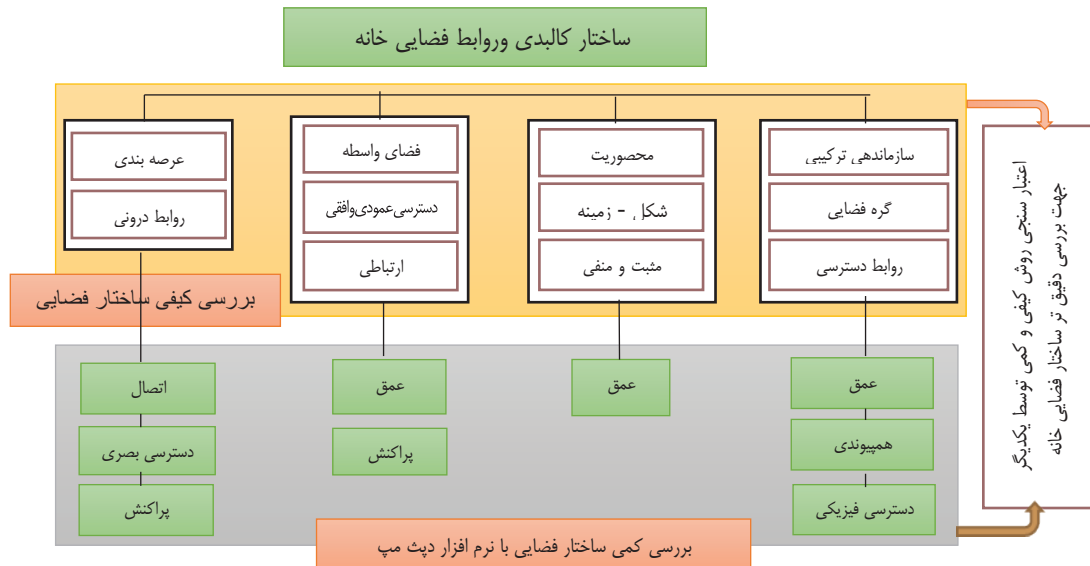 ساختار کالبدی وروابط فضایی خانه
سازماندهی ترکیبی
گره فضایی
روابط دسترسی
محصوریت
شکل - زمینه
مثبت و منفی
فضای واسطه
دسترسی عمودی‌وافقی
ارتباطی
عرصه بندی
روابط درونی
بررسی کیفی ساختار فضایی
عمق
همپیوندی
دسترسی فیزیکی
عمق
عمق
پراکنش
اتصال
دسترسی بصری
پراکنش
بررسی کمی ساختار فضایی با نرم افزار دپث مپ
اعتبار سنجی روش کیفی و کمی توسط یکدیگر
جهت بررسی دقیق تر ساختار فضایی خانه